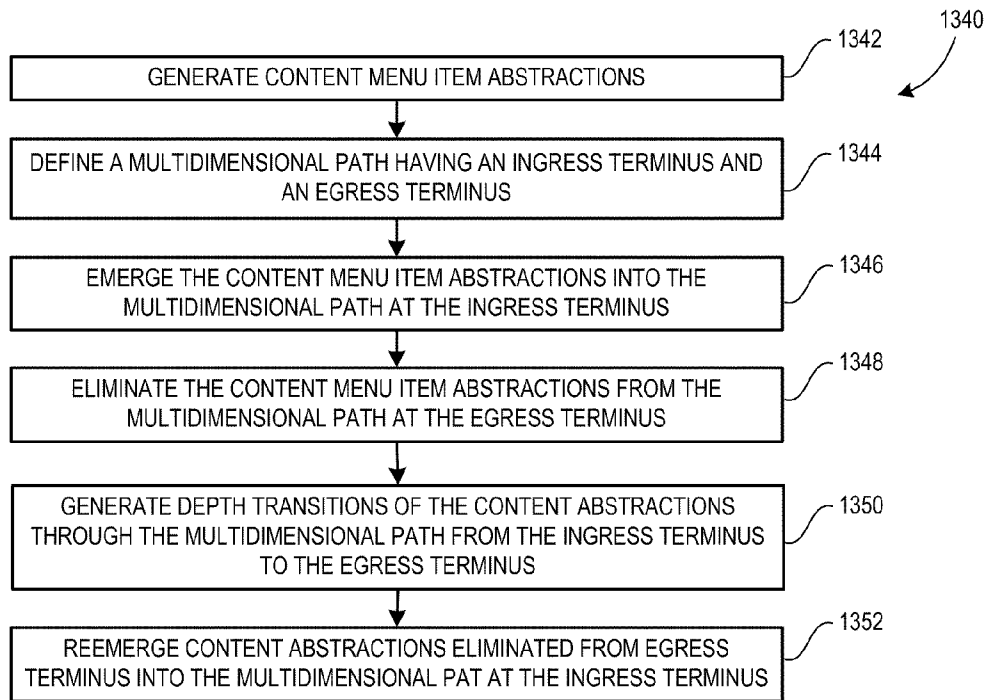 1340
1342
GENERATE CONTENT MENU ITEM ABSTRACTIONS
1344
DEFINE A MULTIDIMENSIONAL PATH HAVING AN INGRESS TERMINUS AND
AN EGRESS TERMINUS
1346
EMERGE THE CONTENT MENU ITEM ABSTRACTIONS INTO THE
MULTIDIMENSIONAL PATH AT THE INGRESS TERMINUS
1348
ELIMINATE THE CONTENT MENU ITEM ABSTRACTIONS FROM THE
MULTIDIMENSIONAL PATH AT THE EGRESS TERMINUS
1350
GENERATE DEPTH TRANSITIONS OF THE CONTENT ABSTRACTIONS
THROUGH THE MULTIDIMENSIONAL PATH FROM THE INGRESS TERMINUS
TO THE EGRESS TERMINUS
1352
REEMERGE CONTENT ABSTRACTIONS ELIMINATED FROM EGRESS
TERMINUS INTO THE MULTIDIMENSIONAL PAT AT THE INGRESS TERMINUS